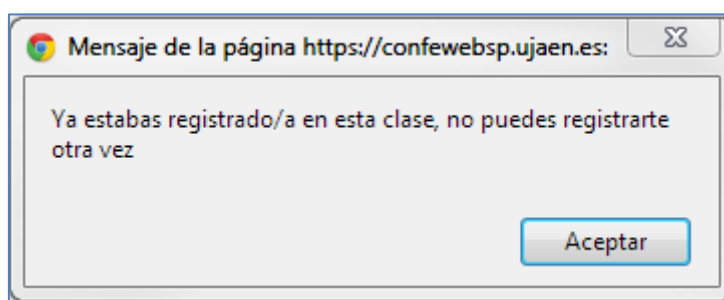 Mensaje de la página https://confewebsp.ujaen.es:
Ya estabas registrado/a en esta clase, no puedes registrarte
otra vez
Aceptar